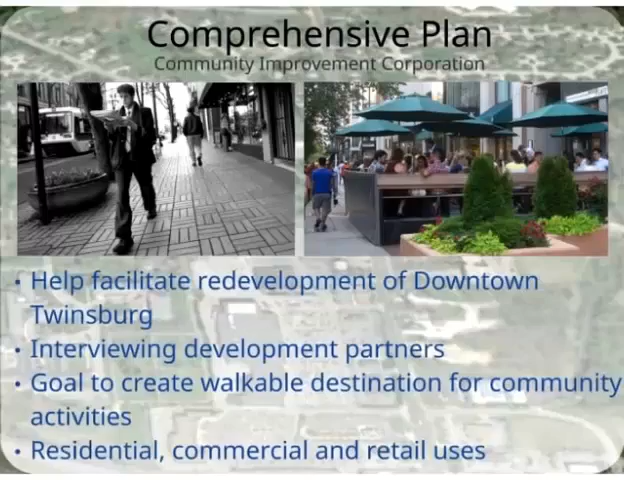 Comprehensive Plan
Community Improvement Corporation
• Help facilitate redevelopment of Downtown
Twinsburg
• Interviewing development partners
• Goal to create walkable destination for community
activities
• Residential, commercial and retail uses